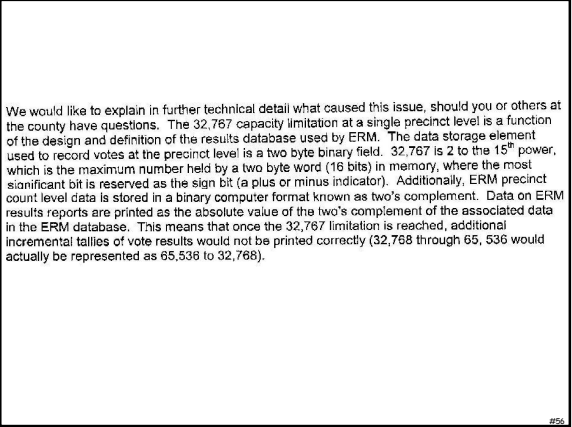 We would like to explain in further technical detail what caused this issue, should you or others at
the county have questions. The 32,767 capacity limitation at a single precinct level is a function
of the design and definition of the results database used by ERM. The data storage element
used to record votes at the precinct level is a two byte binary field. 32,767 is 2 to the 15th power,
which is the maximum number held by a two byte word (16 bits) in memory, where the most
significant bit is reserved as the sign bit (a plus or minus indicator). Additionally, ERM precinct
count level data is stored in a binary computer format known as two's complement. Data on ERM
results reports are printed as the absolute value of the two's complement of the associated data
in the ERM database. This means that once the 32,767 limitation is reached, additional
incremental tallies of vote results would not be printed correctly (32,768 through 65, 536 would
actually be represented as 65,536 to 32,768).
#56